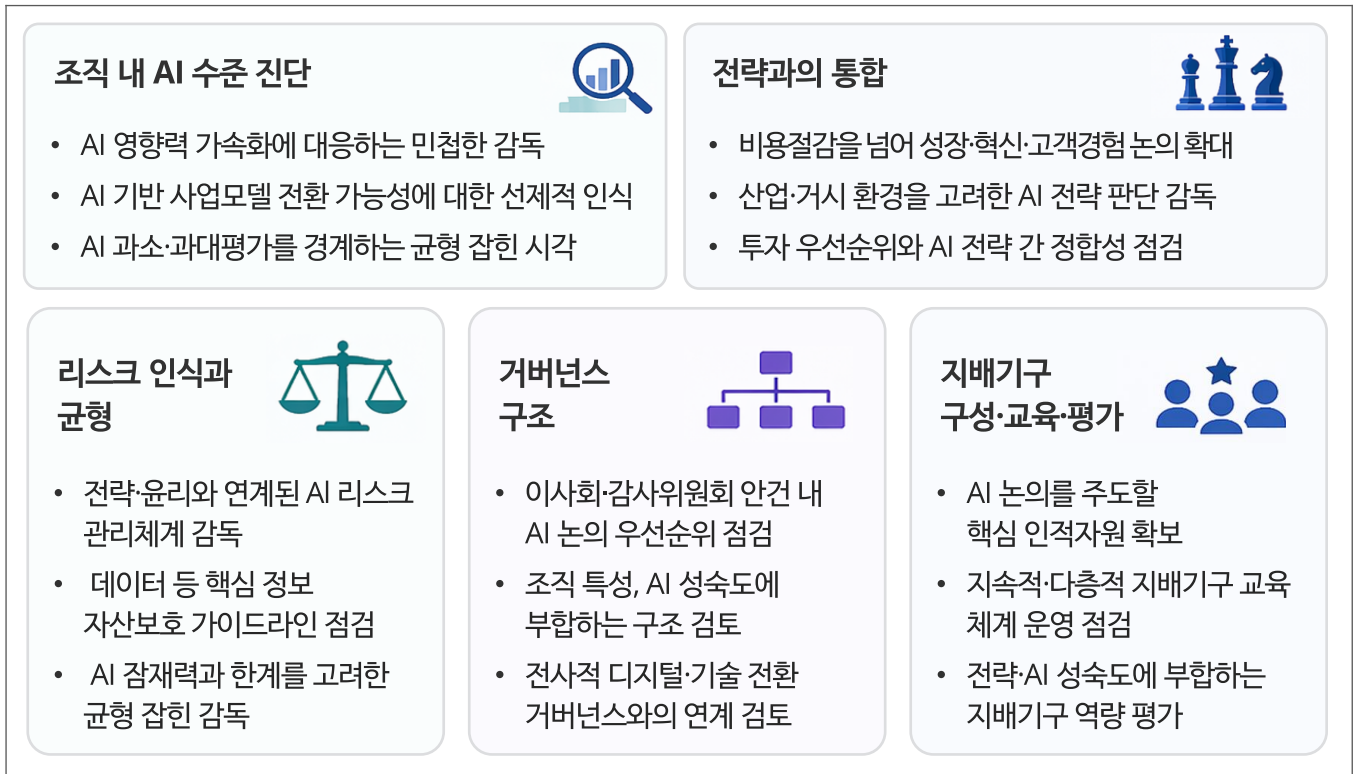 조직 내 AI 수준 진단
• AI 영향력 가속화에 대응하는 민첩한 감독
• AI 기반 사업모델 전환 가능성에 대한 선제적 인식
• AI 과소·과대평가를 경계하는 균형 잡힌 시각
전략과의 통합
• 비용절감을 넘어 성장·혁신·고객경험 논의 확대
• 산업·거시 환경을 고려한 AI 전략 판단 감독
• 투자 우선순위와 AI 전략 간 정합성 점검
리스크 인식과
균형
• 전략·윤리와 연계된 AI 리스크
관리체계 감독
• 데이터 등 핵심 정보
자산보호 가이드라인 점검
• AI 잠재력과 한계를 고려한
균형 잡힌 감독
거버넌스
구조
• 이사회·감사위원회 안건 내
AI 논의 우선순위 점검
• 조직 특성, AI 성숙도에
부합하는 구조 검토
• 전사적 디지털·기술 전환
거버넌스와의 연계 검토
지배기구
구성·교육·평가
• AI 논의를 주도할
핵심 인적자원 확보
• 지속적·다층적 지배기구 교육
체계 운영 점검
• 전략·AI 성숙도에 부합하는
지배기구 역량 평가